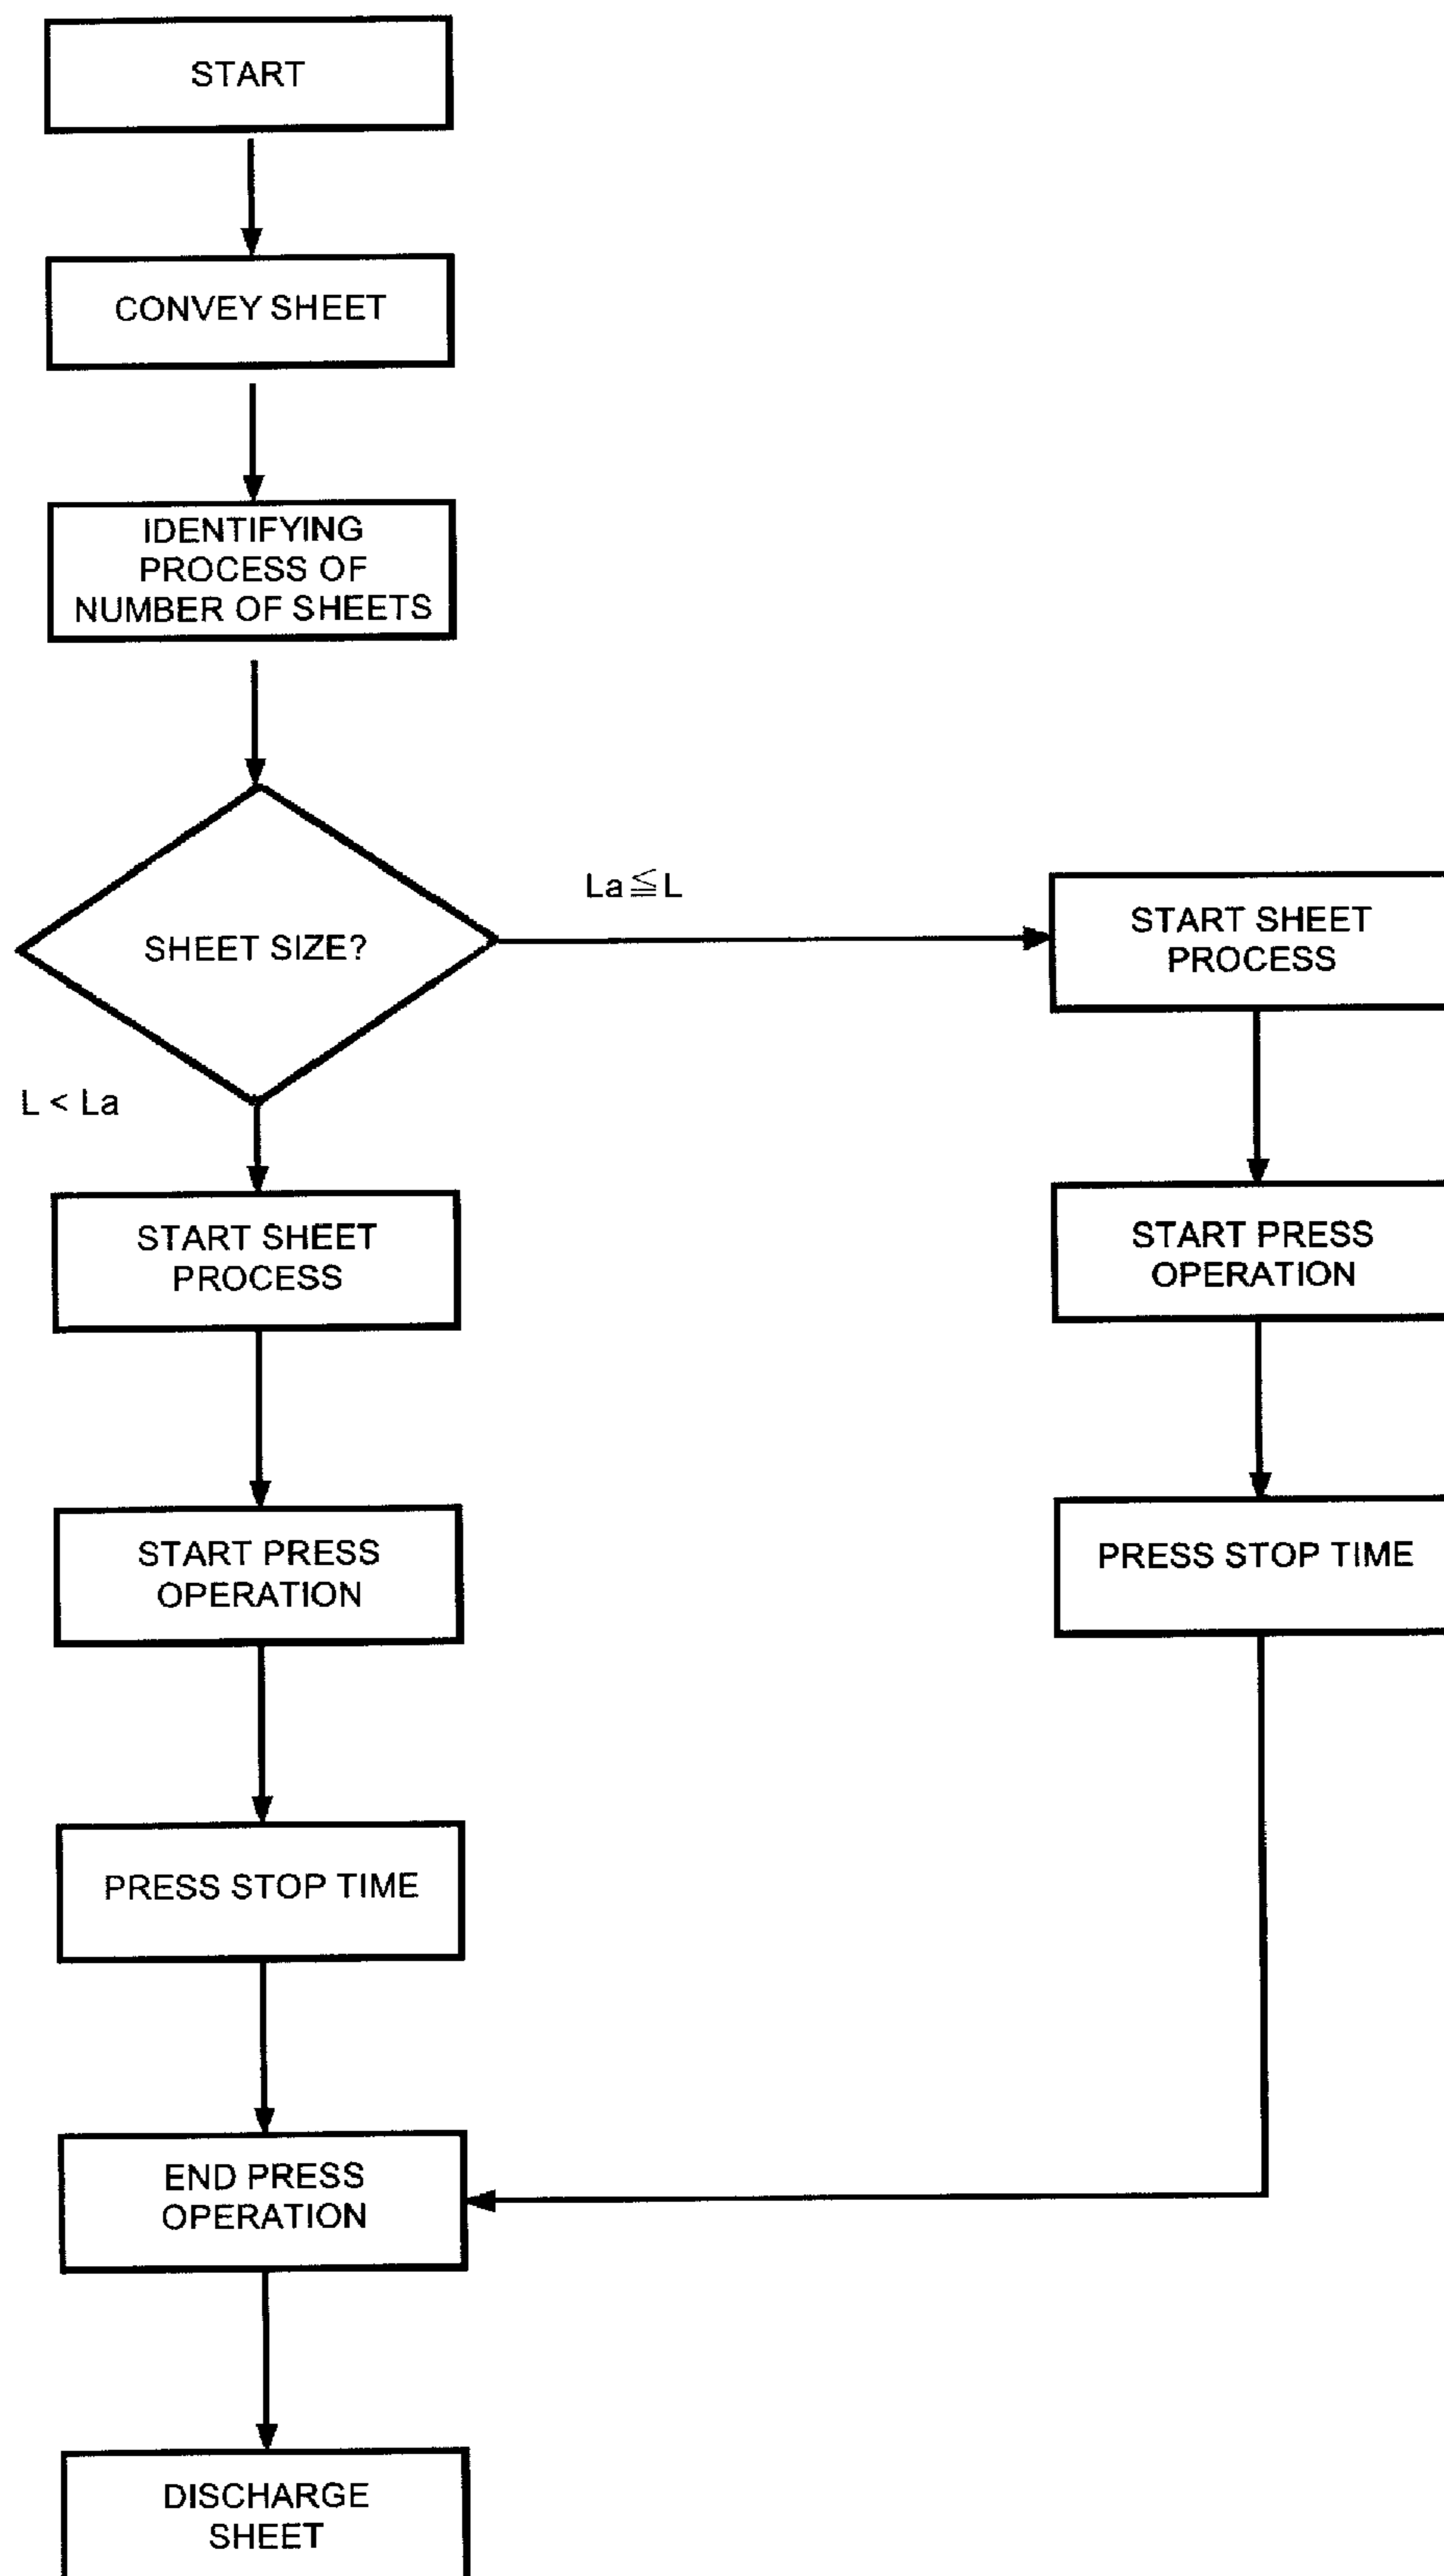 START
CONVEY SHEET
IDENTIFYING
PROCESS OF
NUMBER OF SHEETS
SHEET SIZE?
La≦L
L < La
START SHEET
PROCESS
START PRESS
OPERATION
PRESS STOP TIME
START SHEET
PROCESS
START PRESS
OPERATION
PRESS STOP TIME
END PRESS
OPERATION
DISCHARGE
SHEET